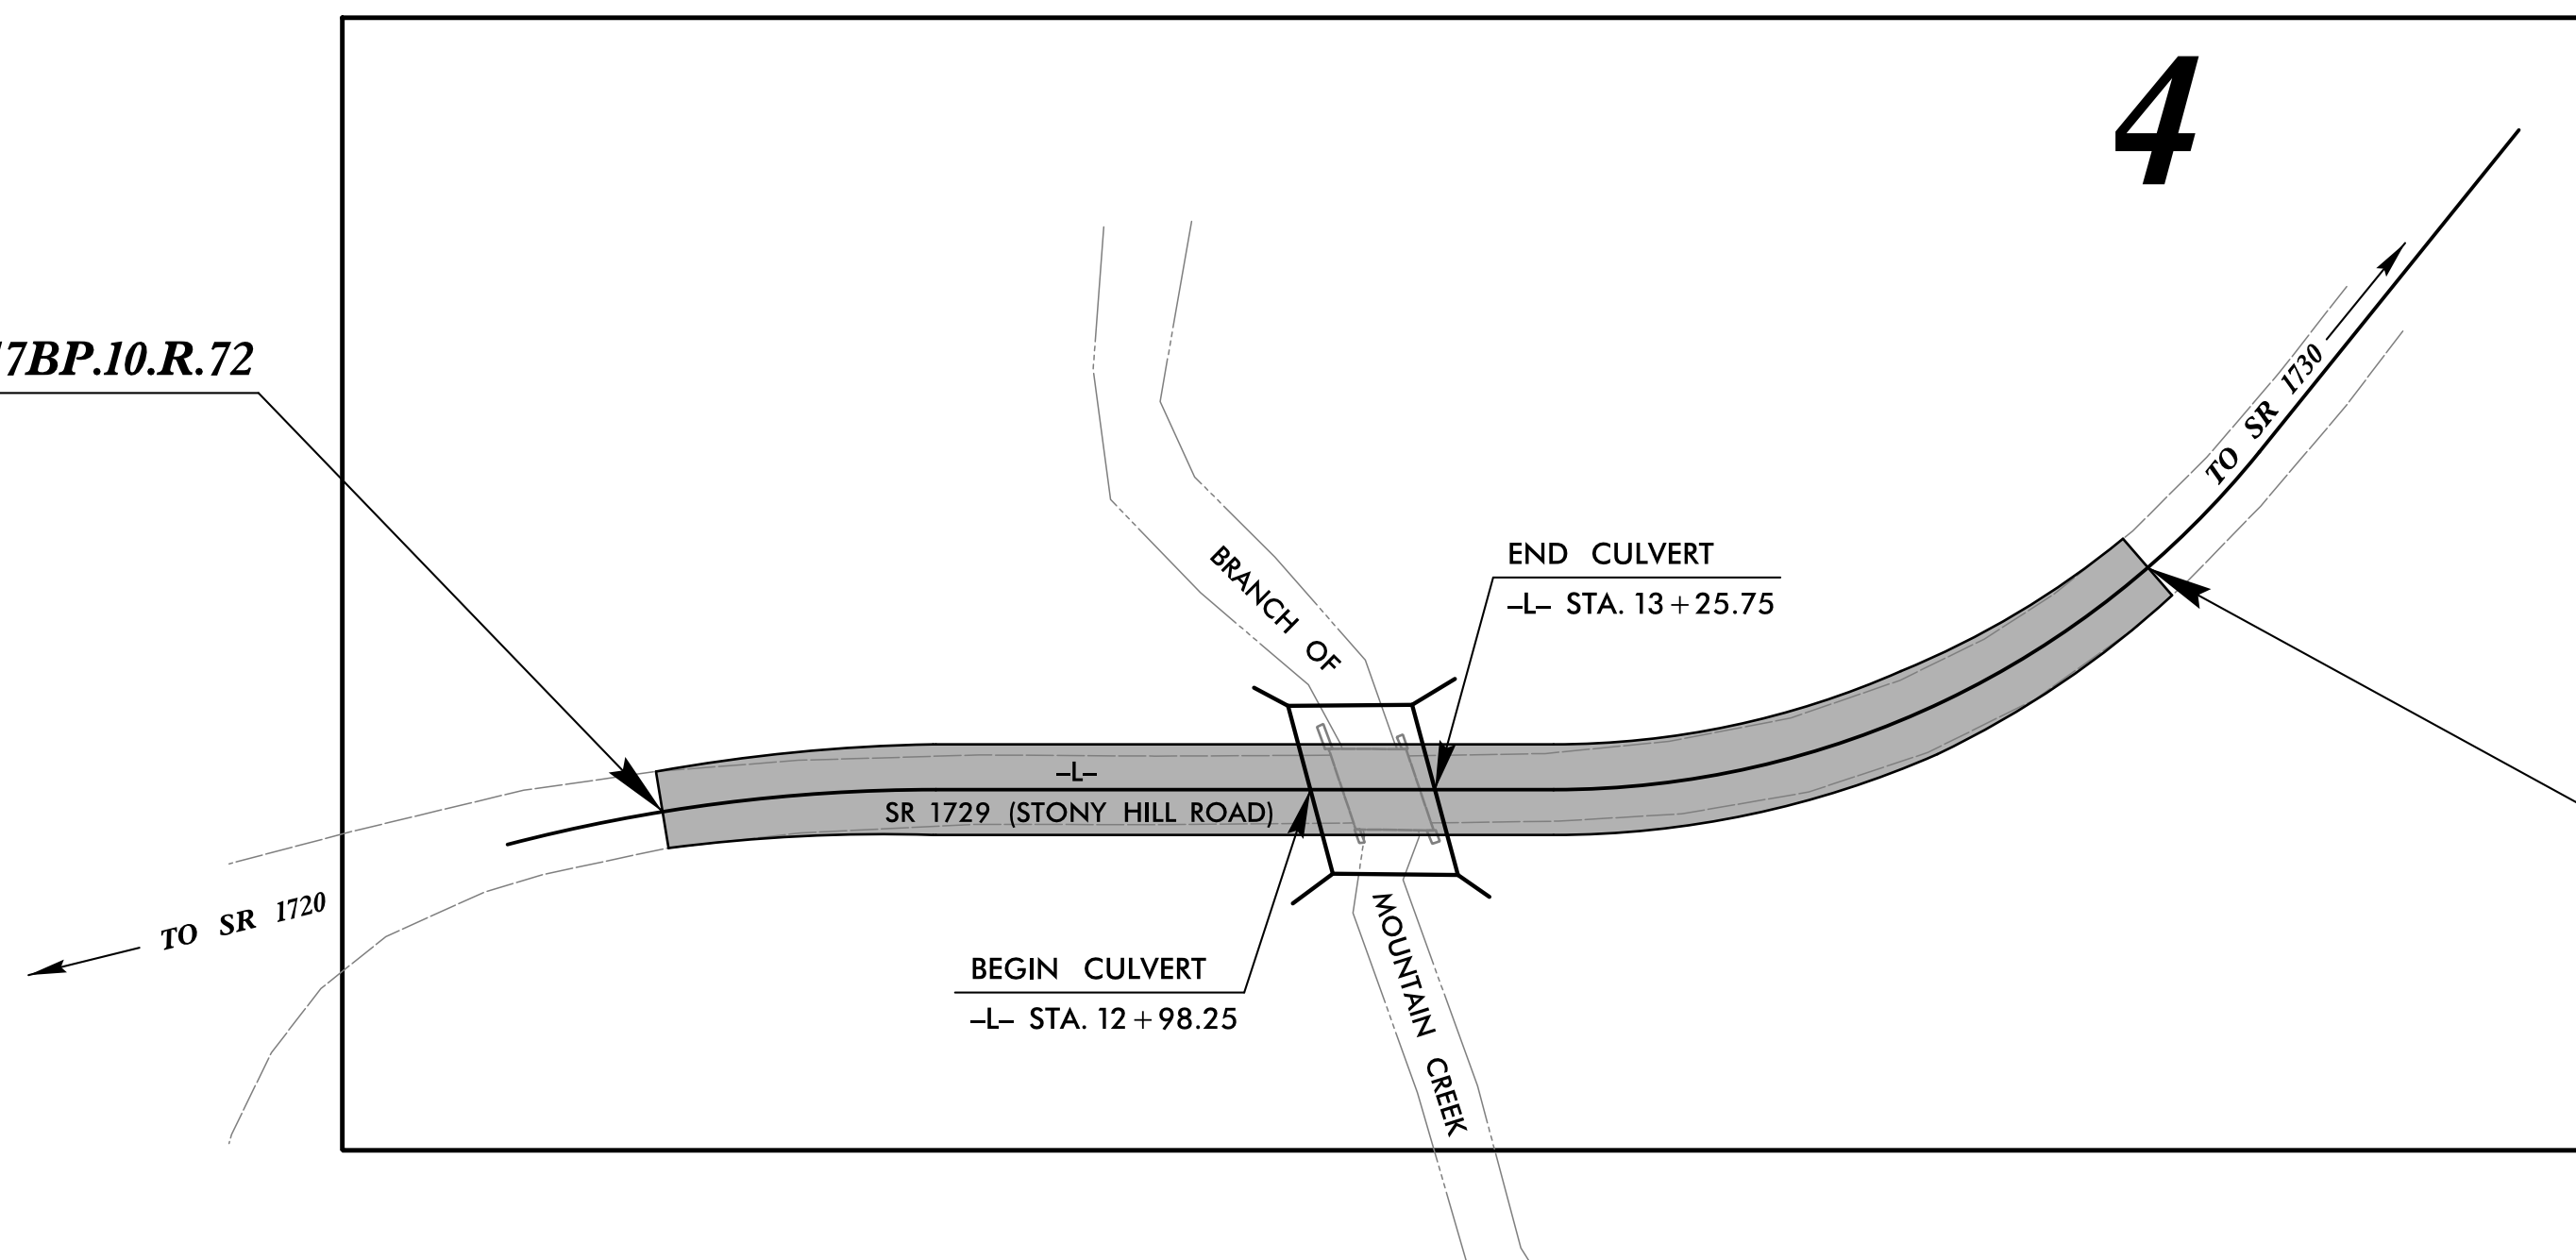 4
7BP.10.R.72
TO SR 1730
BRANCH OF
END CULVERT
-L- STA. 13+25.75
-L-
SR 1729 (STONY HILL ROAD)
TO SR 1720
MOUNTAIN CREEK
BEGIN CULVERT
-L- STA. 12+98.25